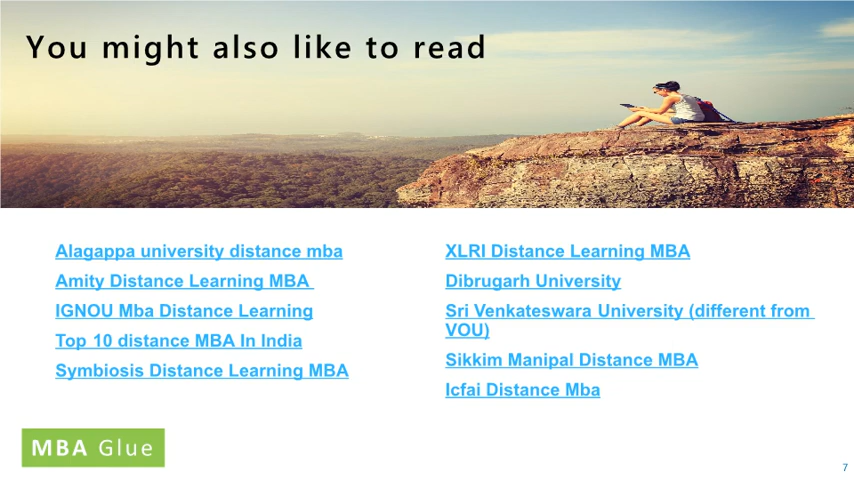 You might also like to read
Alagappa university distance mba
Amity Distance Learning MBA
IGNOU Mba Distance Learning
Top 10 distance MBA In India
Symbiosis Distance Learning MBA
XLRI Distance Learning MBA
Dibrugarh University
Sri Venkateswara University (different from
VOU)
Sikkim Manipal Distance MBA
Icfai Distance Mba
MBA Glue
7